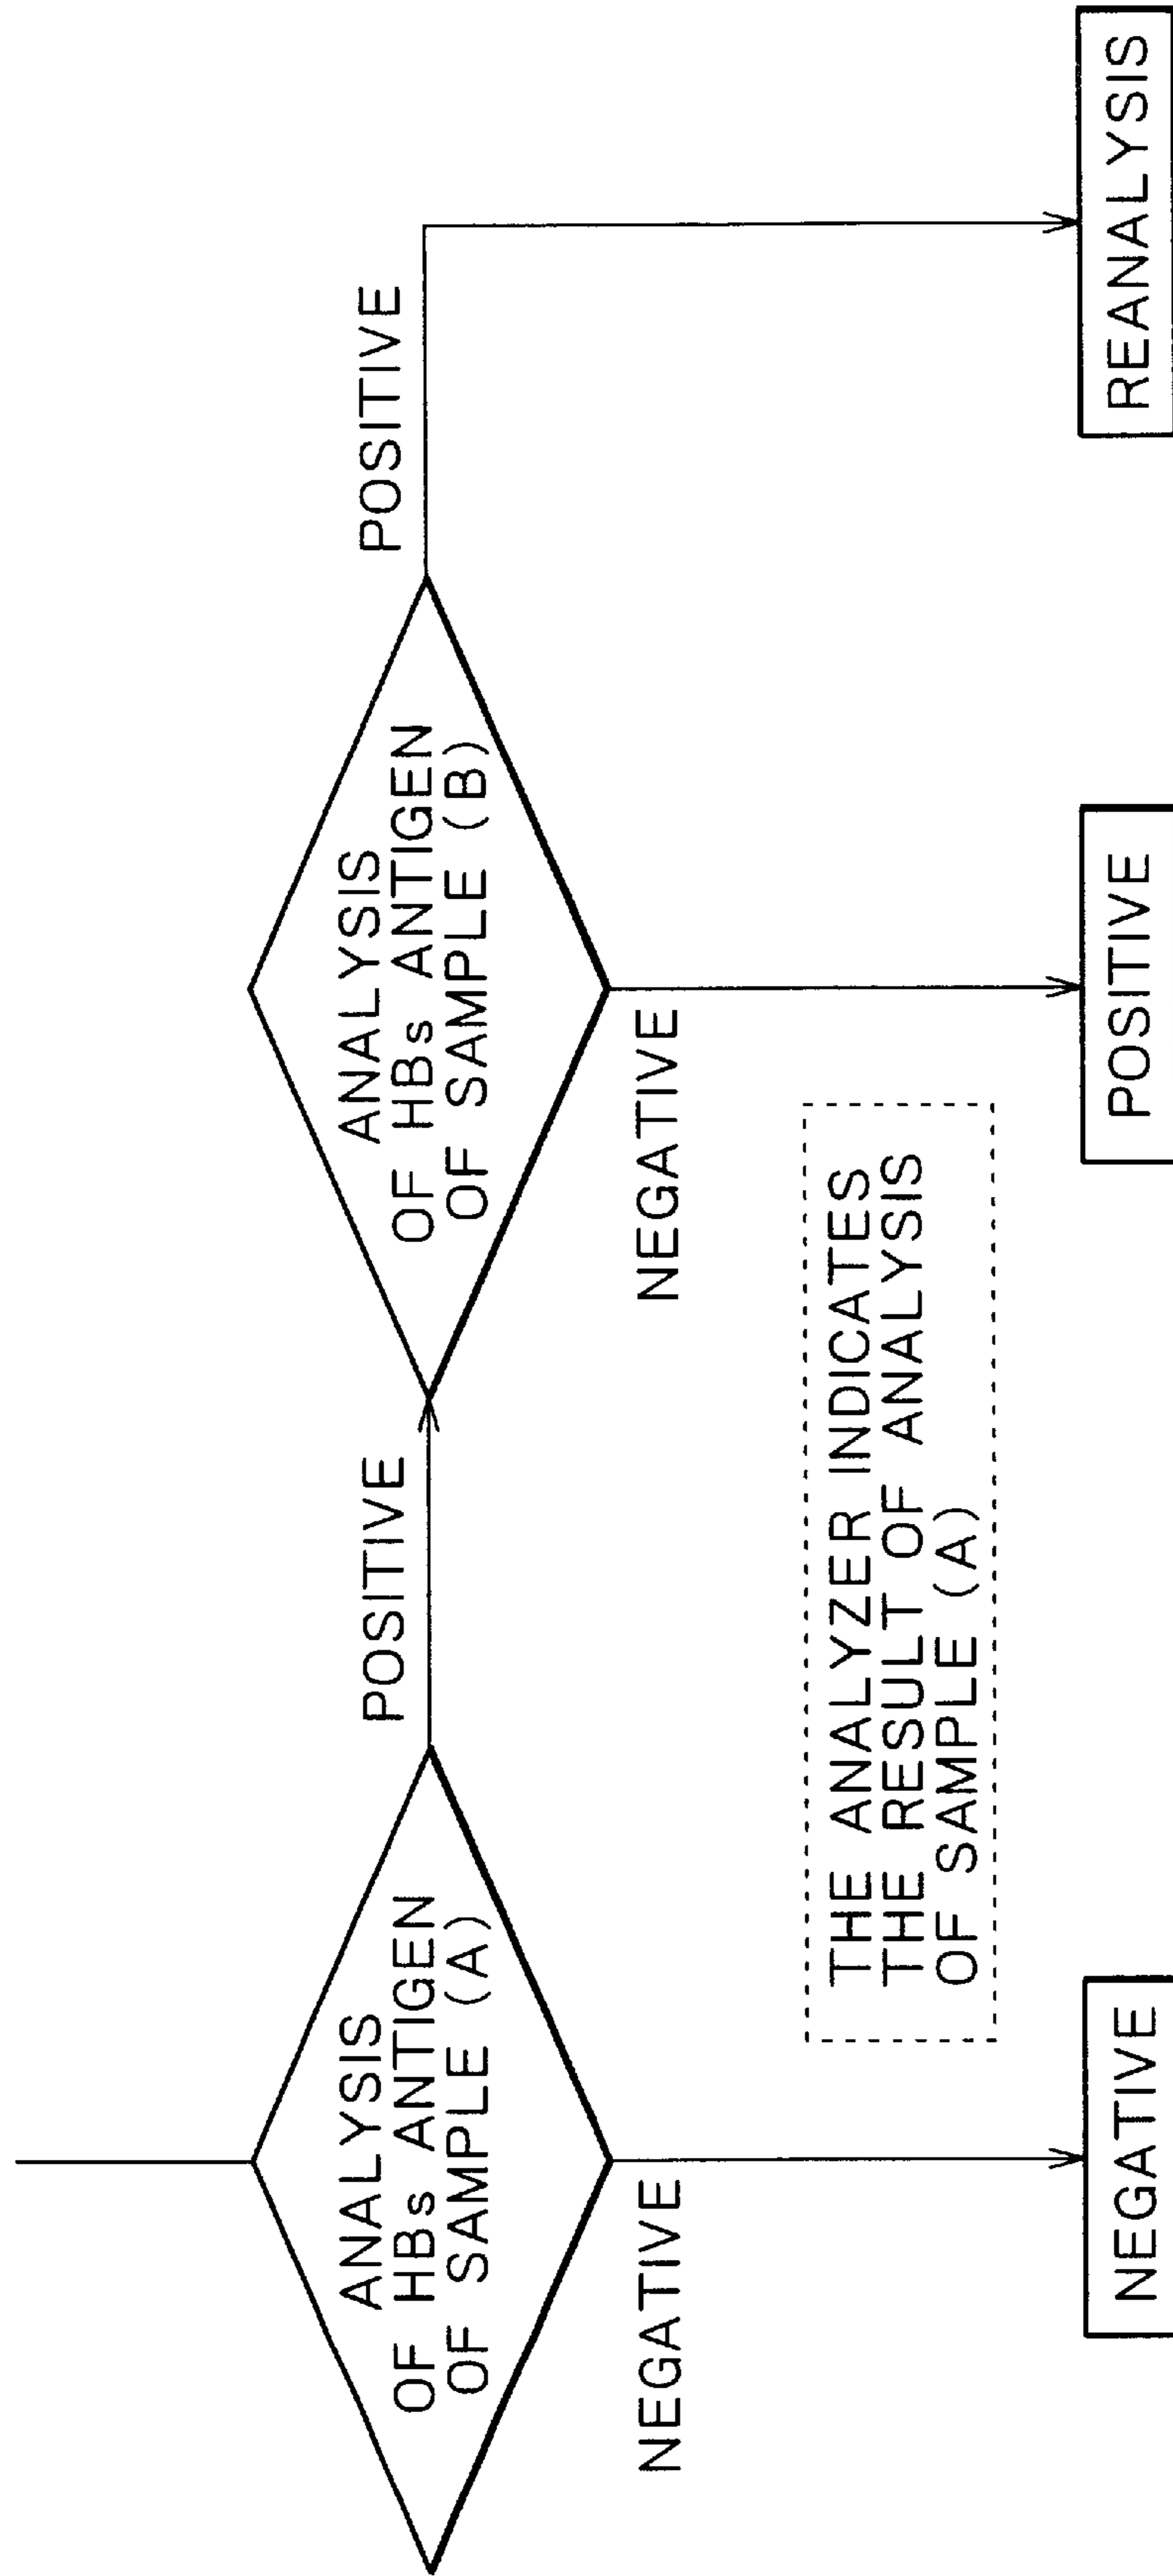 ANALYSIS
OF HBs ANTIGEN
OF SAMPLE (A)
POSITIVE
NEGATIVE
ANALYSIS
OF HBs ANTIGEN
OF SAMPLE (B)
POSITIVE
NEGATIVE
THE ANALYZER INDICATES
THE RESULT OF ANALYSIS
OF SAMPLE (A)
NEGATIVE
POSITIVE
REANALYSIS